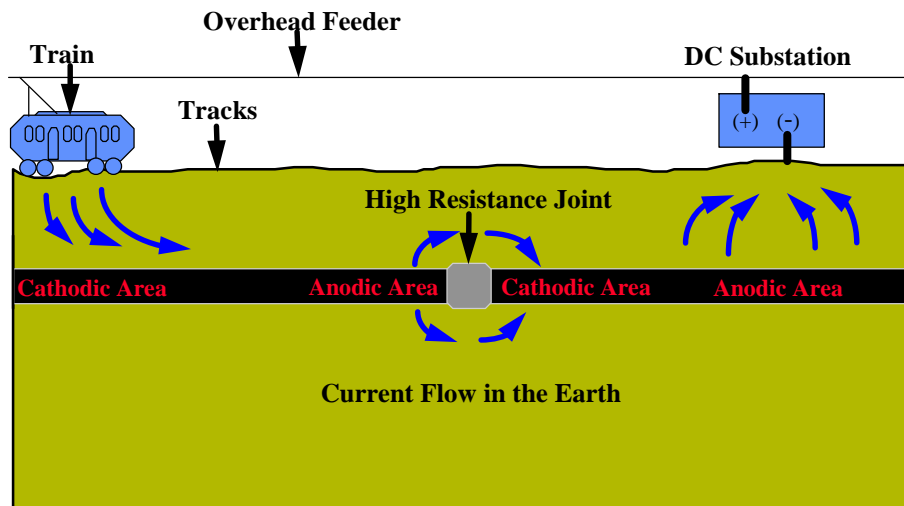 Overhead Feeder
Train
DC Substation
Tracks
(+) (-)
High Resistance Joint
Cathodic Area
Anodic Area
Cathodic Area
Anodic Area
Current Flow in the Earth